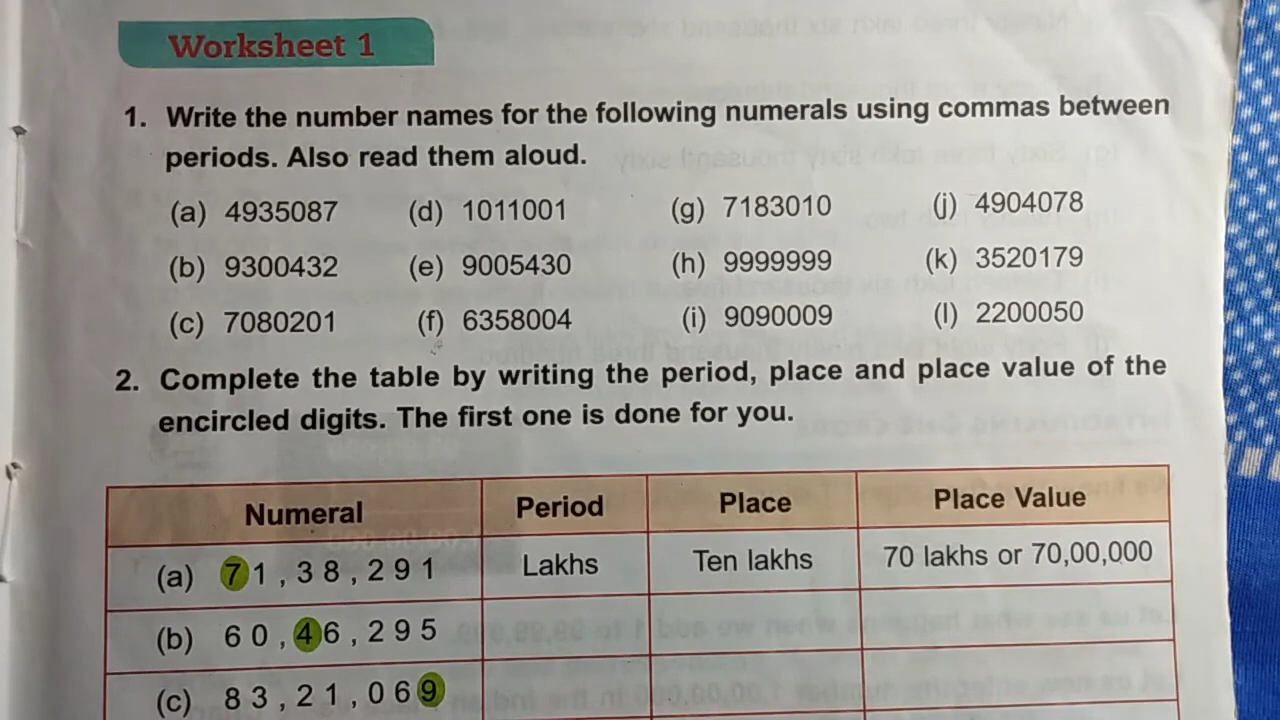 Worksheet 1
1. Write the number names for the following numerals using commas between
periods. Also read them aloud.
(a) 4935087 (d) 1011001 (g) 7183010 (j) 4904078
(b) 9300432 (e) 9005430 (h) 9999999 (k) 3520179
(c) 7080201 (f) 6358004 (i) 9090009 (l) 2200050
2. Complete the table by writing the period, place and place value of the
encircled digits. The first one is done for you.
Numeral Period Place Place Value
(a) 71,38,291 Lakhs Ten lakhs 70 lakhs or 70,00,000
(b) 60,46,295
(c) 83,21,069